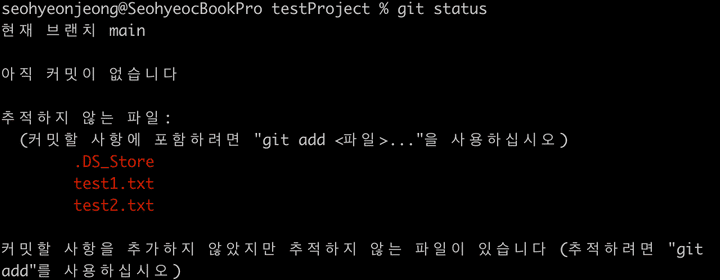 seohyeonjeong@SeohyeocBookPro testProject % git status
현재 브랜치 main
아직 커밋이 없습니다
추적하지 않는 파일:
(커밋할 사항에 포함하려면 "git add <파일>..."을 사용하십시오)
.DS_Store
test1.txt
test2.txt
커밋할 사항을 추가하지 않았지만 추적하지 않는 파일이 있습니다 (추적하려면 "git
add"를 사용하십시오)